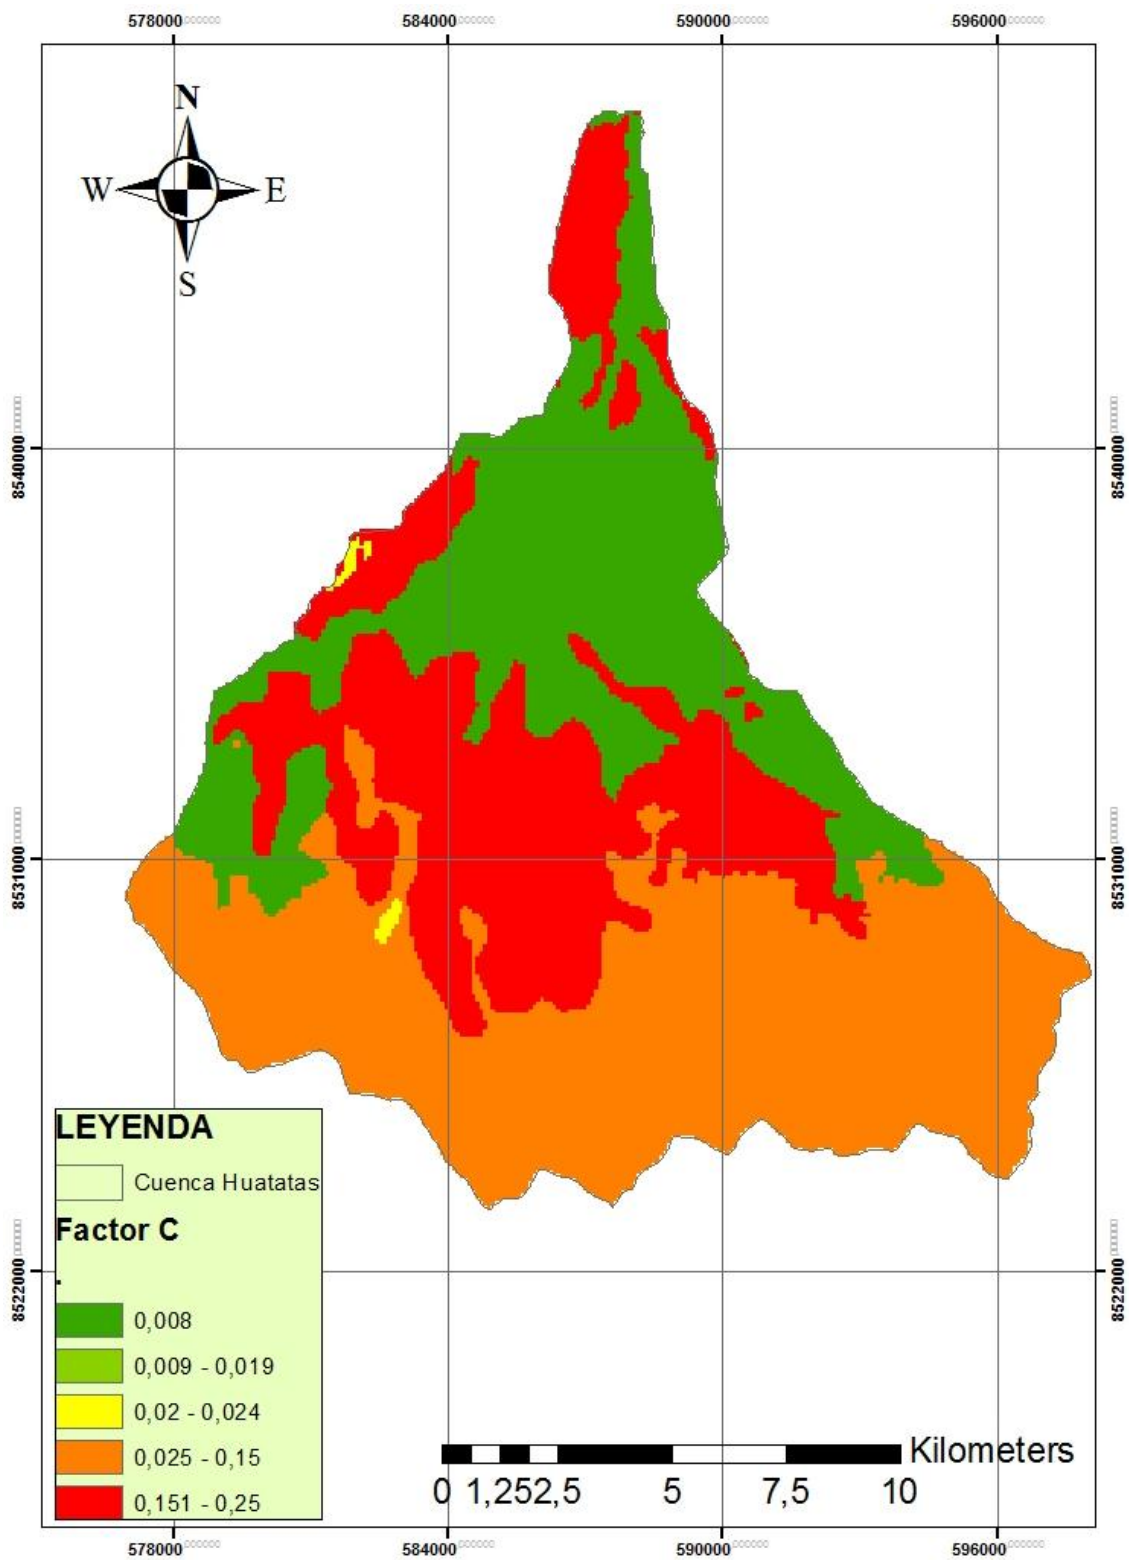 578000 584000 590000 596000
N
W E
S
8540000 8540000
8531000 8531000
LEYENDA
Cuenca Huatatas
Factor C
.
0,008
0,009 - 0,019
0,02 - 0,024
0,025 - 0,15
0,151 - 0,25
8522000 8522000
Kilometers
0 1,252,5 5 7,5 10
578000 584000 590000 596000